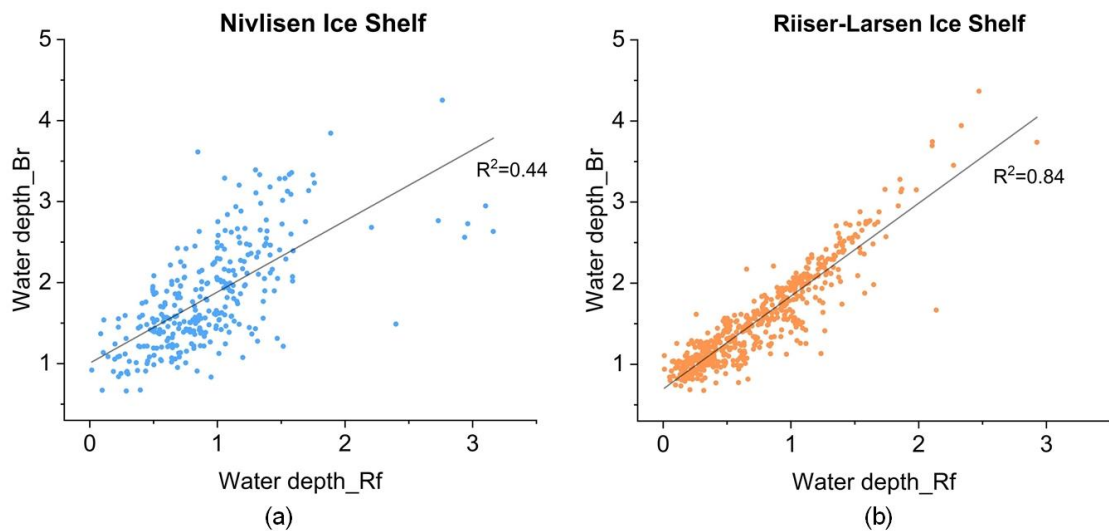 Nivlisen Ice Shelf
5
4
3
2
1
Water depth_Br
R²=0.44
0
1
2
3
Water depth_Rf
(a)
Riiser-Larsen Ice Shelf
5
4
3
2
1
Water depth_Br
R²=0.84
0
1
2
3
Water depth_Rf
(b)